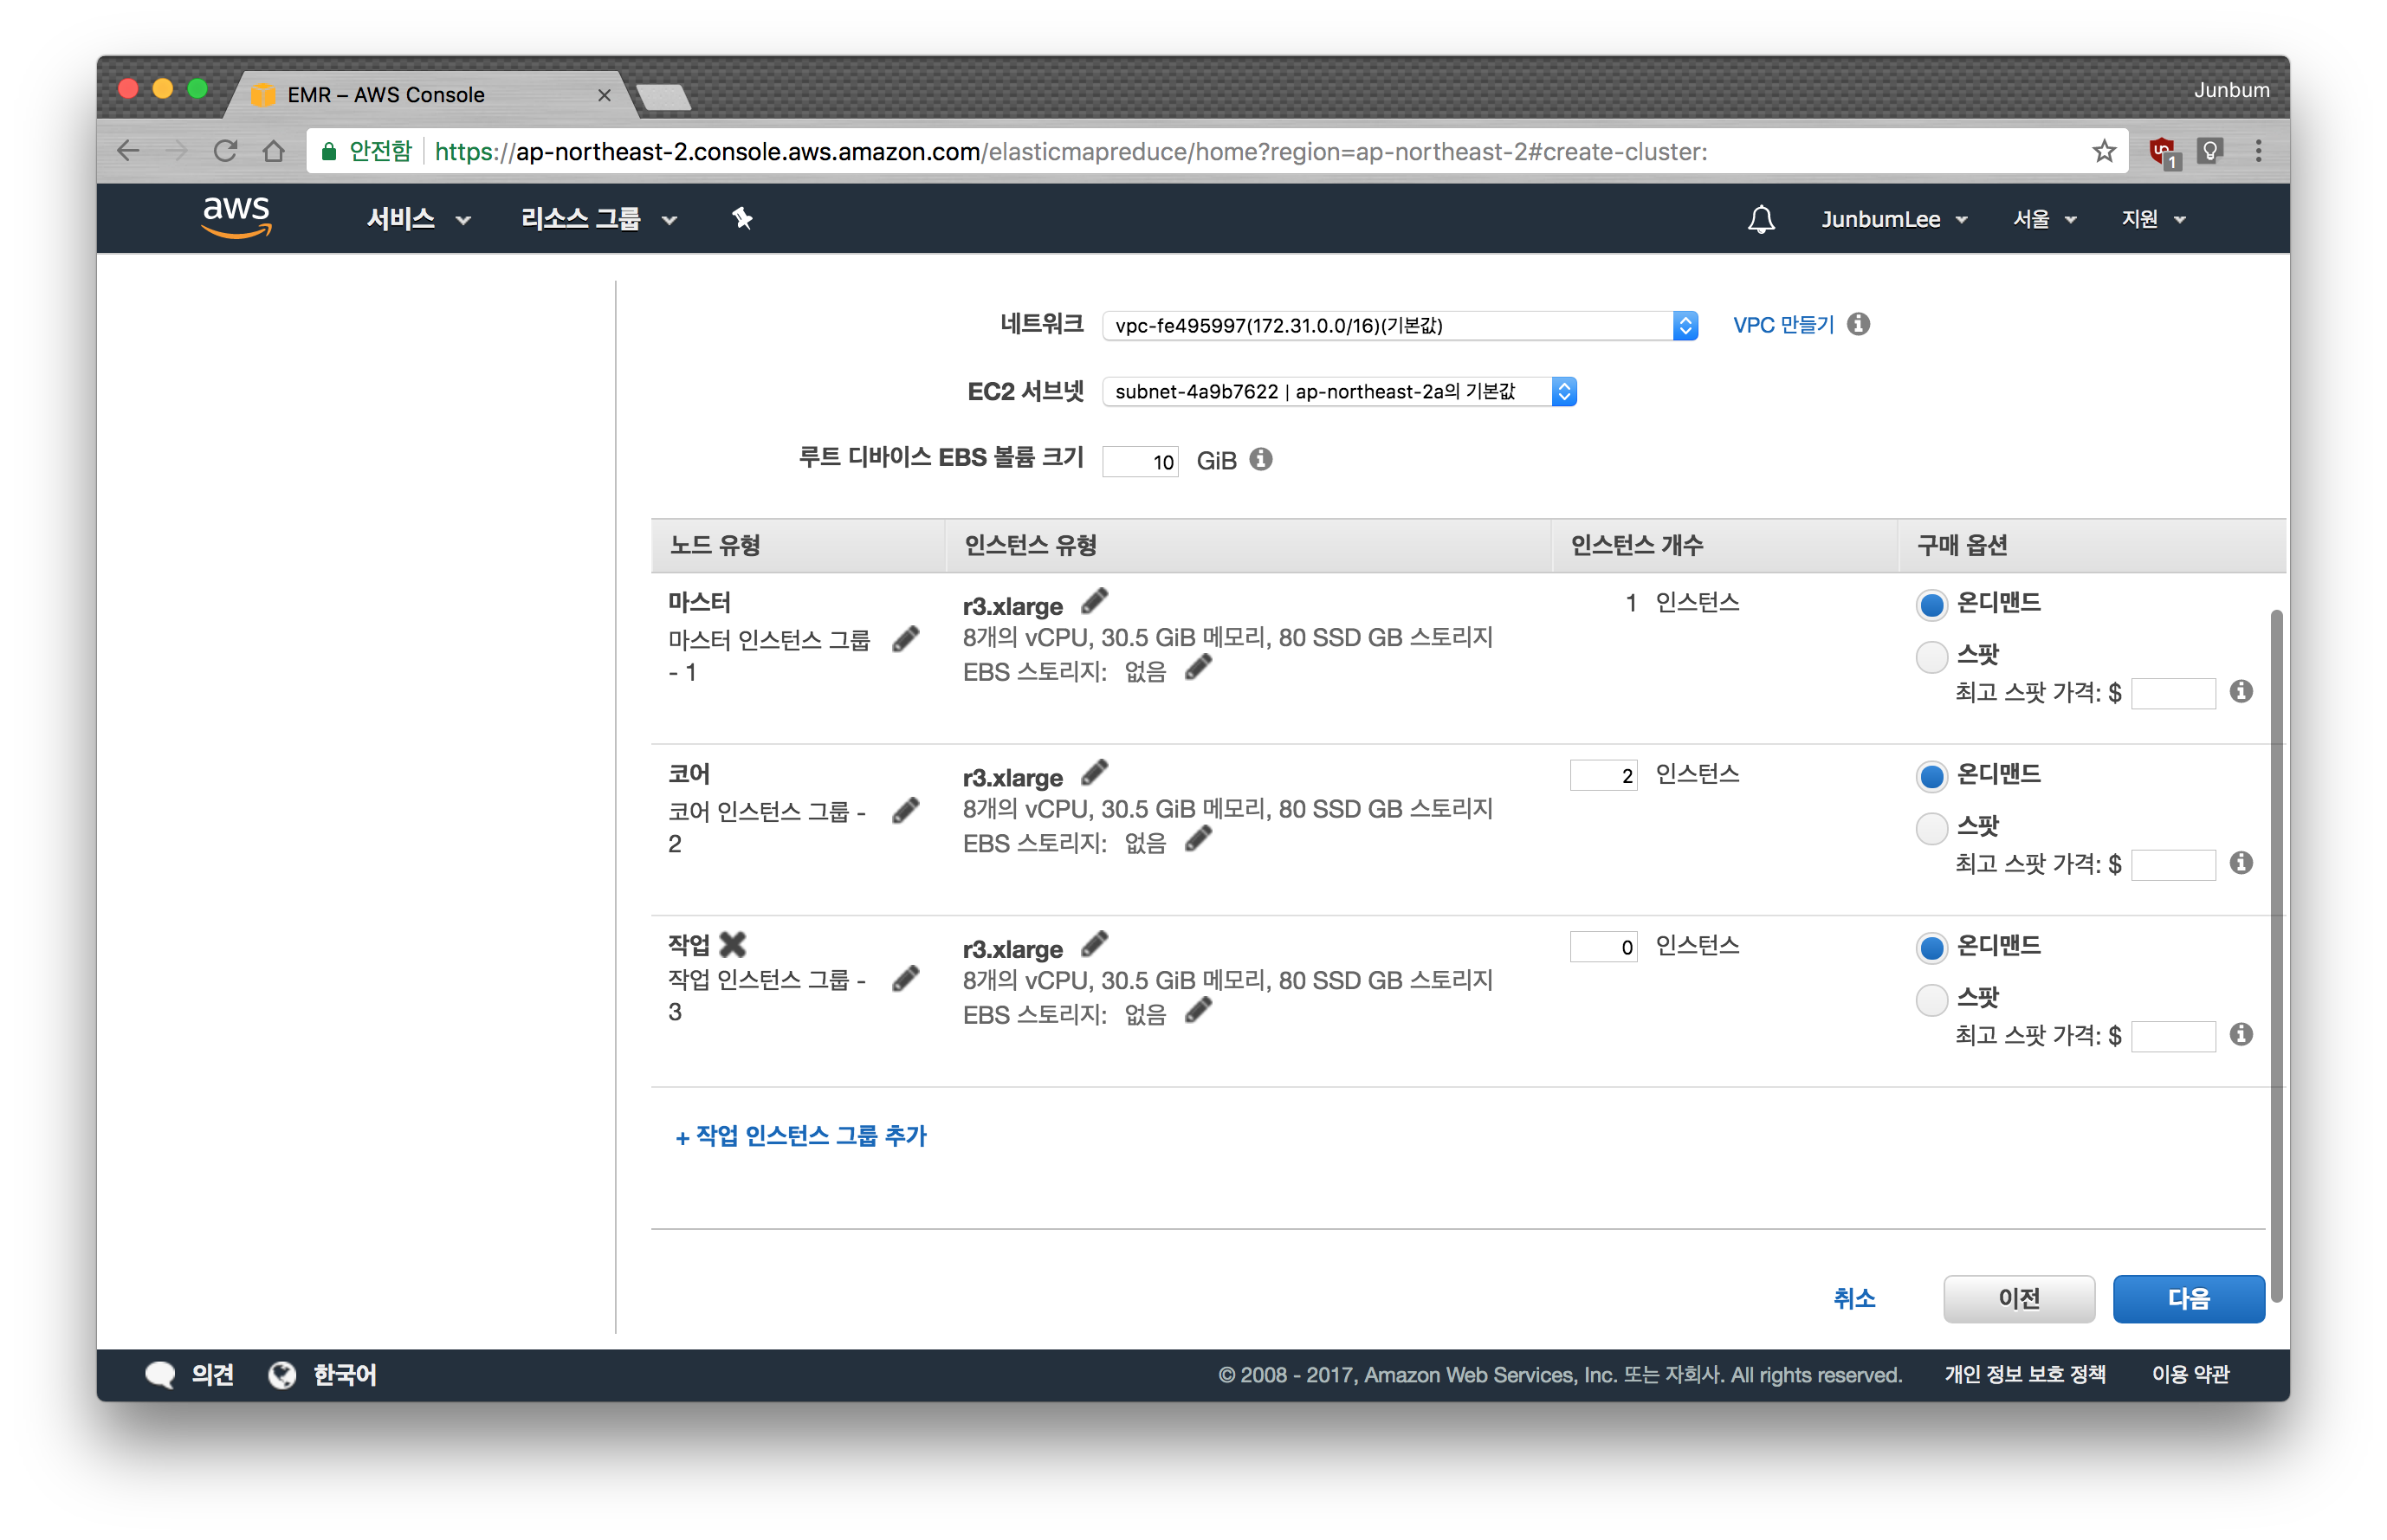 EMR – AWS Console
Junbum
안전함 https://ap-northeast-2.console.aws.amazon.com/elasticmapreduce/home?region=ap-northeast-2#create-cluster:
1
aws 서비스 리소스 그룹 JunbumLee 서울 지원
네트워크 vpc-fe495997(172.31.0.0/16)(기본값) VPC 만들기
EC2 서브넷 subnet-4a9b7622 | ap-northeast-2a의 기본값
루트 디바이스 EBS 볼륨 크기 10 GiB
노드 유형 인스턴스 유형 인스턴스 개수 구매 옵션
마스터 r3.xlarge 1 인스턴스 온디맨드
마스터 인스턴스 그룹 8개의 vCPU, 30.5 GiB 메모리, 80 SSD GB 스토리지 스팟
- 1 EBS 스토리지: 없음 최고 스팟 가격: $
코어 r3.xlarge 2 인스턴스 온디맨드
코어 인스턴스 그룹 - 8개의 vCPU, 30.5 GiB 메모리, 80 SSD GB 스토리지 스팟
2 EBS 스토리지: 없음 최고 스팟 가격: $
작업 r3.xlarge 0 인스턴스 온디맨드
작업 인스턴스 그룹 - 8개의 vCPU, 30.5 GiB 메모리, 80 SSD GB 스토리지 스팟
3 EBS 스토리지: 없음 최고 스팟 가격: $
+ 작업 인스턴스 그룹 추가
취소 이전 다음
의견 한국어 © 2008 - 2017, Amazon Web Services, Inc. 또는 자회사. All rights reserved. 개인 정보 보호 정책 이용 약관